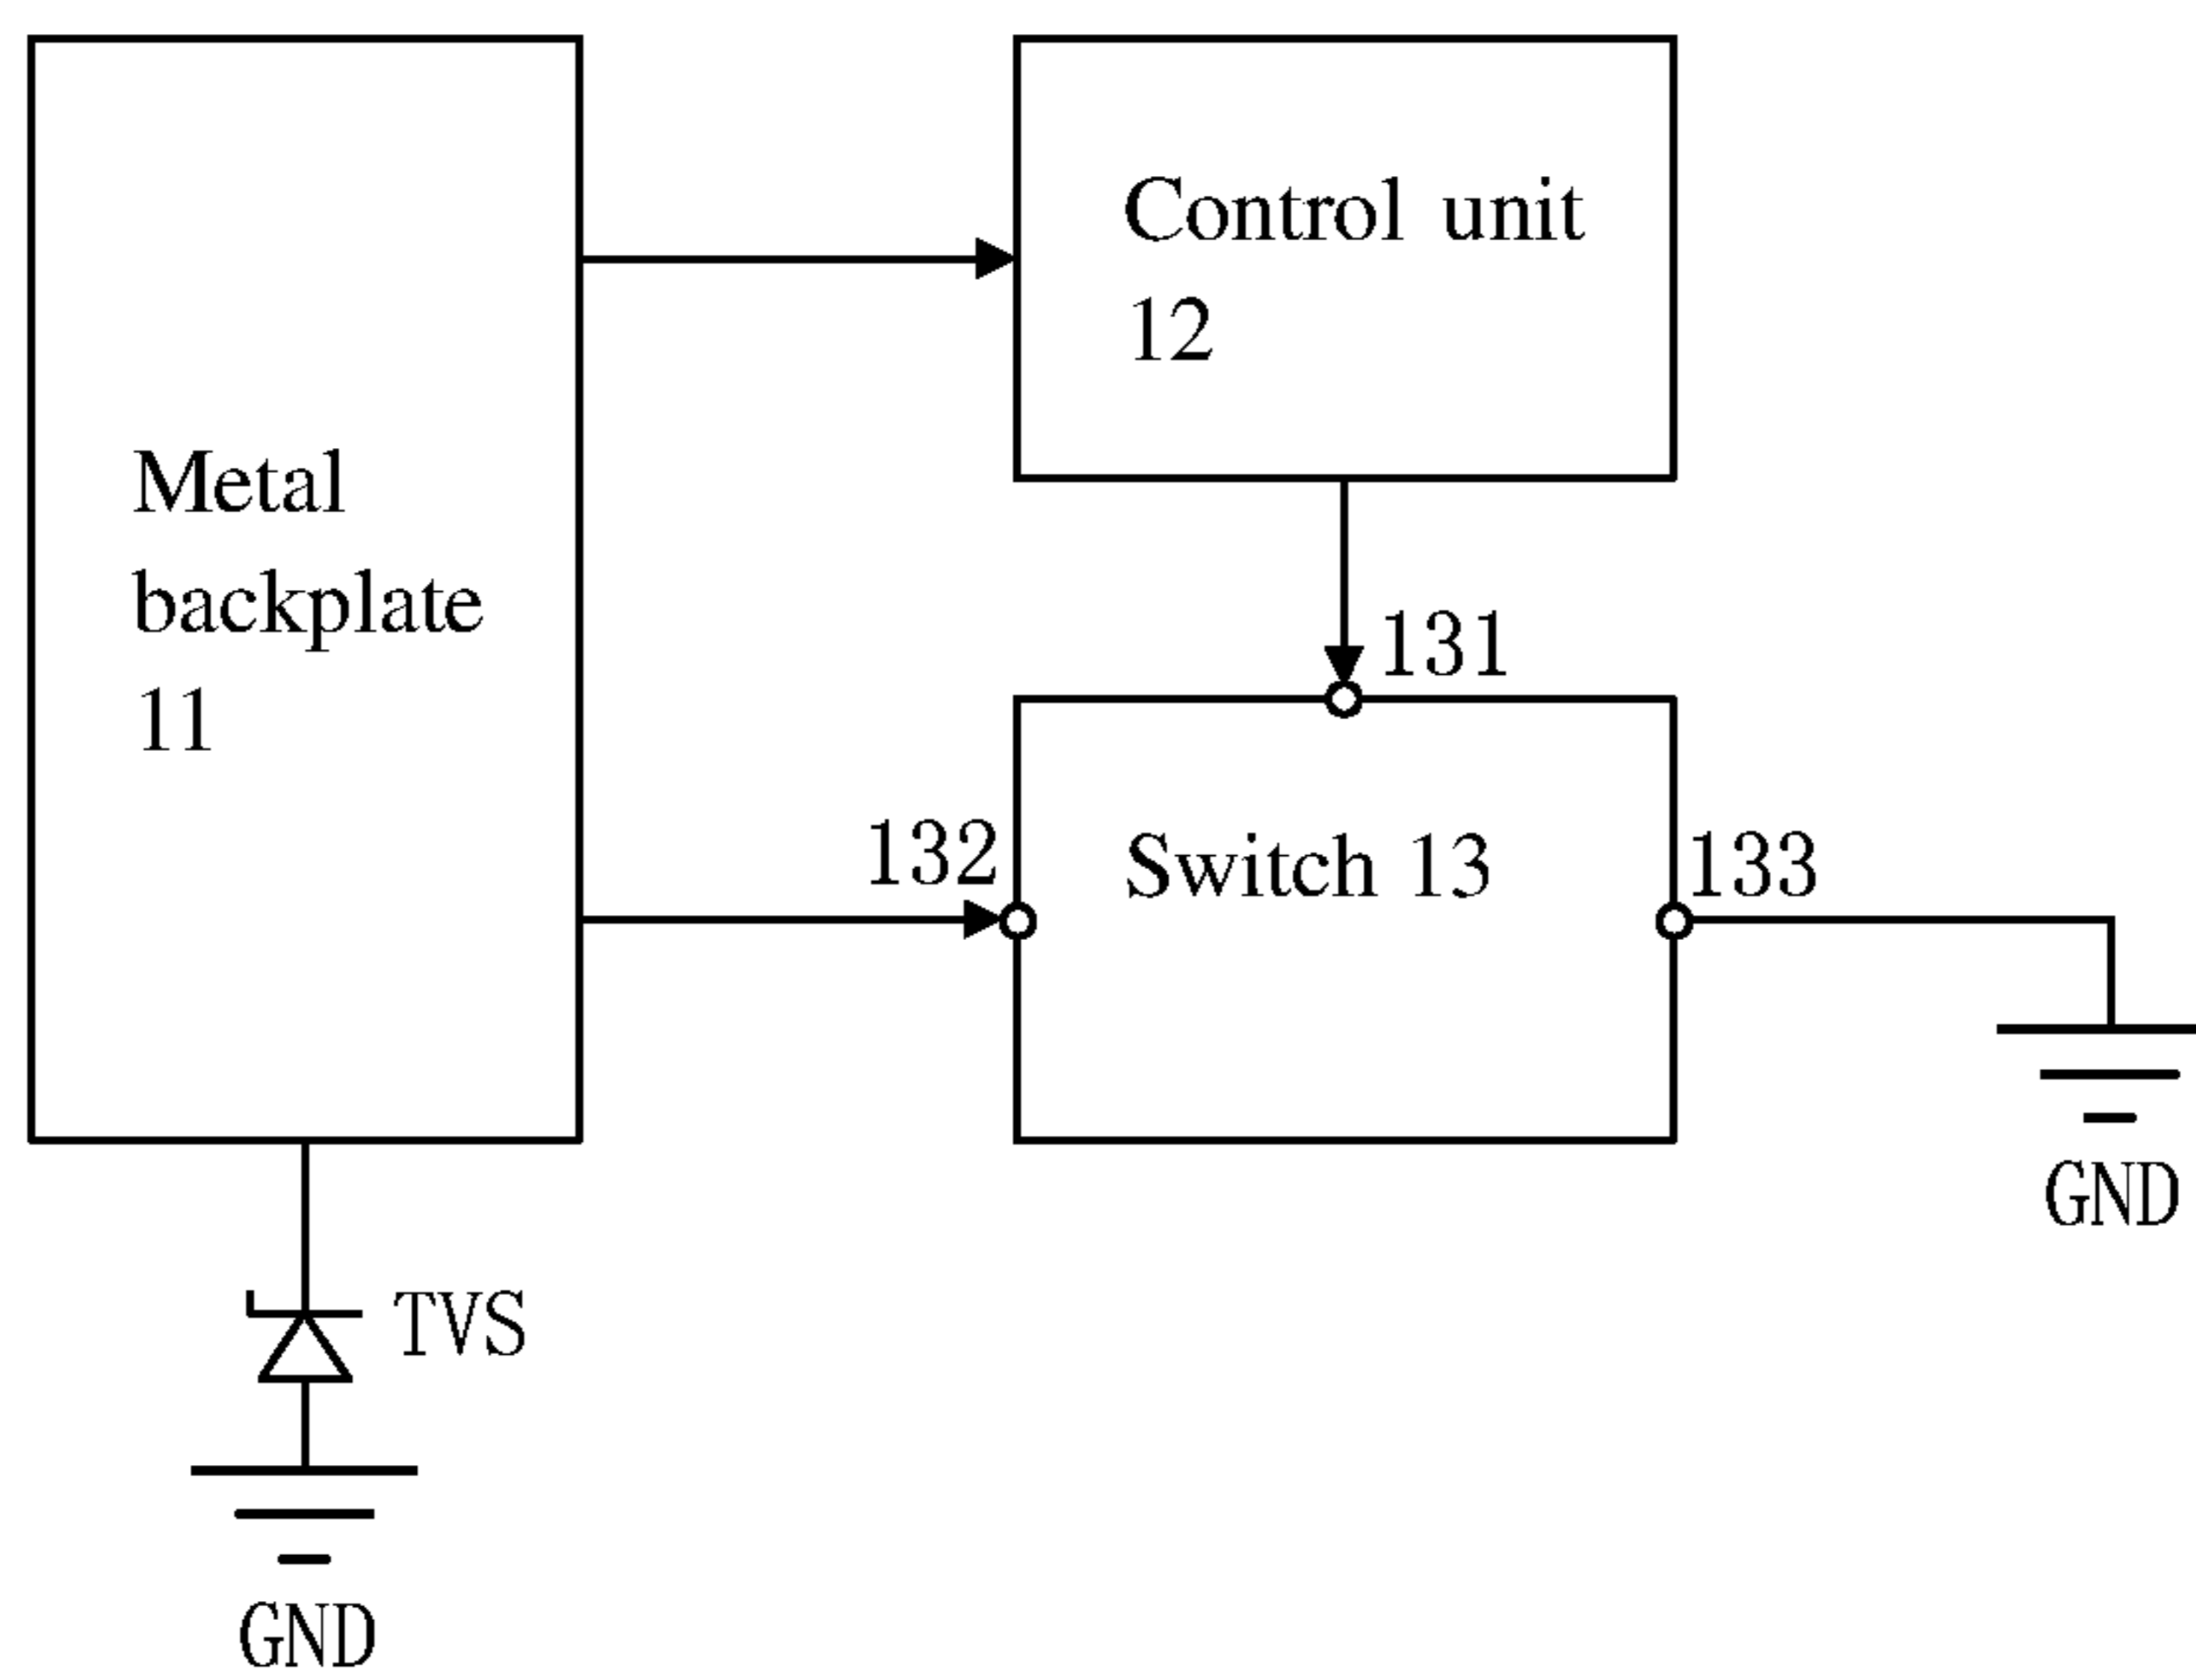 Metal
backplate
11
Control unit
12
131
132
Switch 13
133
GND
TVS
GND